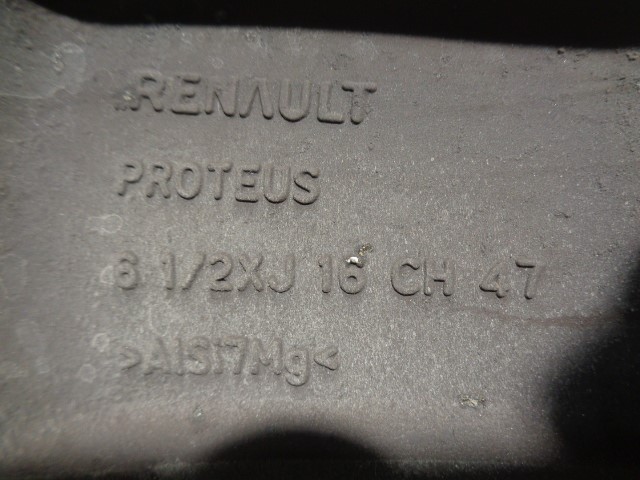 RENAULT
PROTEUS
6 1/2XJ 16 CH 47
>AlSi7Mg<